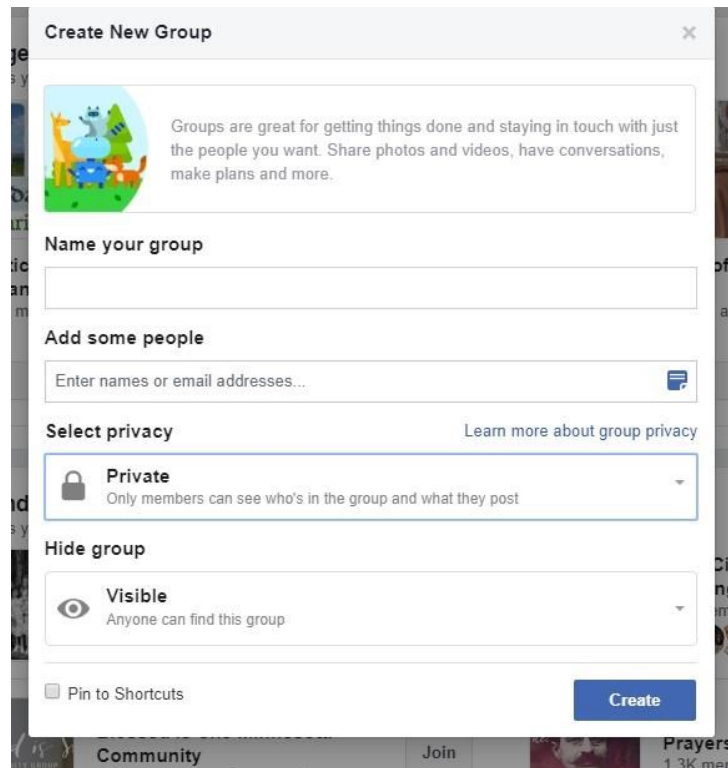 Create New Group
Groups are great for getting things done and staying in touch with just
the people you want. Share photos and videos, have conversations,
make plans and more.
Name your group
Add some people
Enter names or email addresses...
Select privacy
Learn more about group privacy
Private
Only members can see who's in the group and what they post
Hide group
Visible
Anyone can find this group
Pin to Shortcuts
Create
Community
Join
Prayers
1.3K